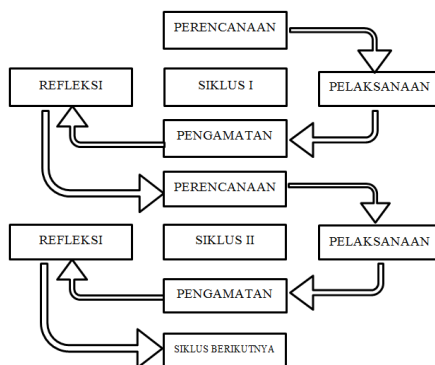 PERENCANAAN
REFLEKSI
SIKLUS I
PELAKSANAAN
PENGAMATAN
PERENCANAAN
REFLEKSI
SIKLUS II
PELAKSANAAN
PENGAMATAN
SIKLUS BERIKUTNYA